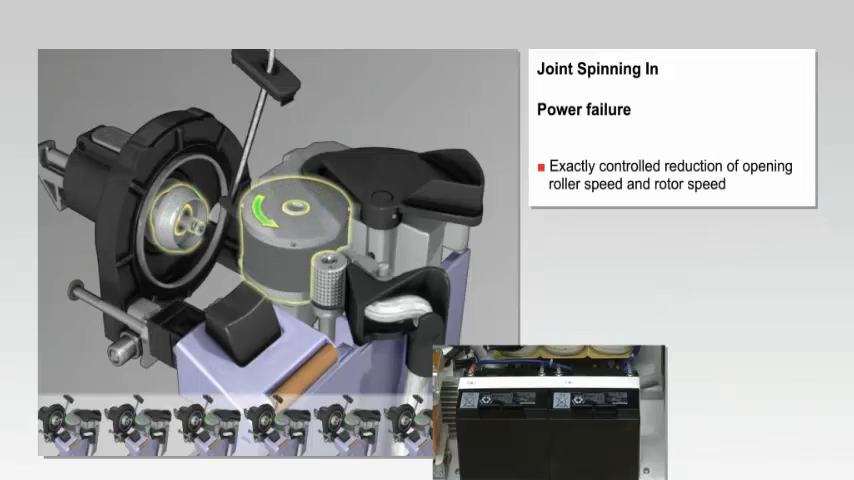 Joint Spinning In
Power failure
Exactly controlled reduction of opening
roller speed and rotor speed